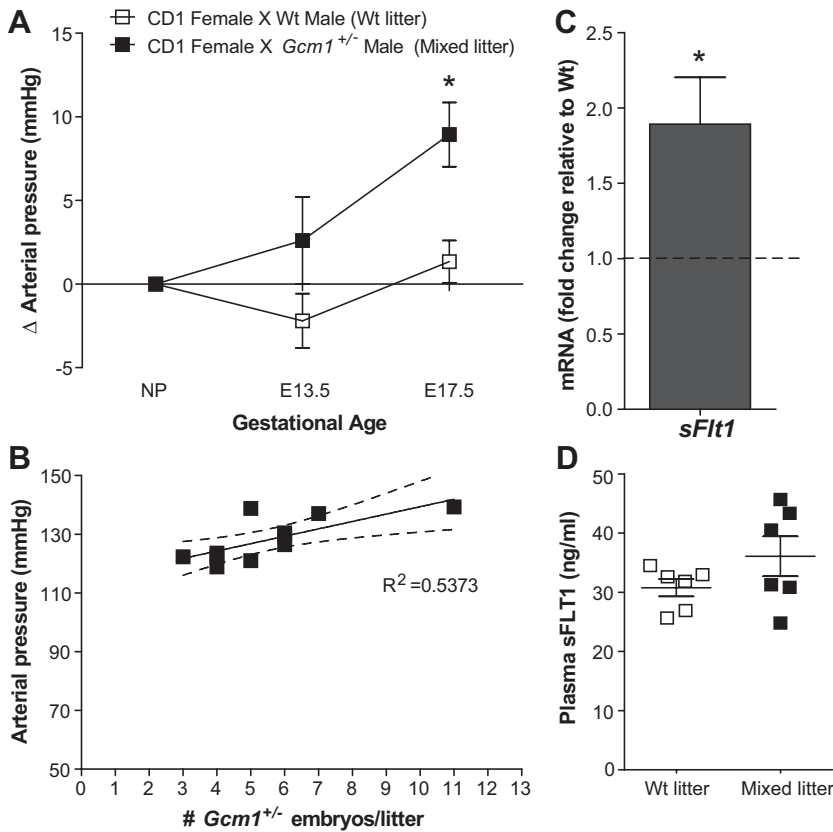 A
CD1 Female X Wt Male (Wt litter)
CD1 Female X Gcm1+/- Male (Mixed litter)
Δ Arterial pressure (mmHg)
15
10
5
0
-5
*
NP E13.5 E17.5
Gestational Age
C
mRNA (fold change relative to Wt)
2.5
2.0
1.5
1.0
0.5
0.0
*
sFlt1
B
Arterial pressure (mmHg)
150
130
110
90
70
50
R2 =0.5373
0 1 2 3 4 5 6 7 8 9 10 11 12 13
# Gcm1+/- embryos/litter
D
Plasma sFLT1 (ng/ml)
50
40
30
20
10
0
Wt litter Mixed litter